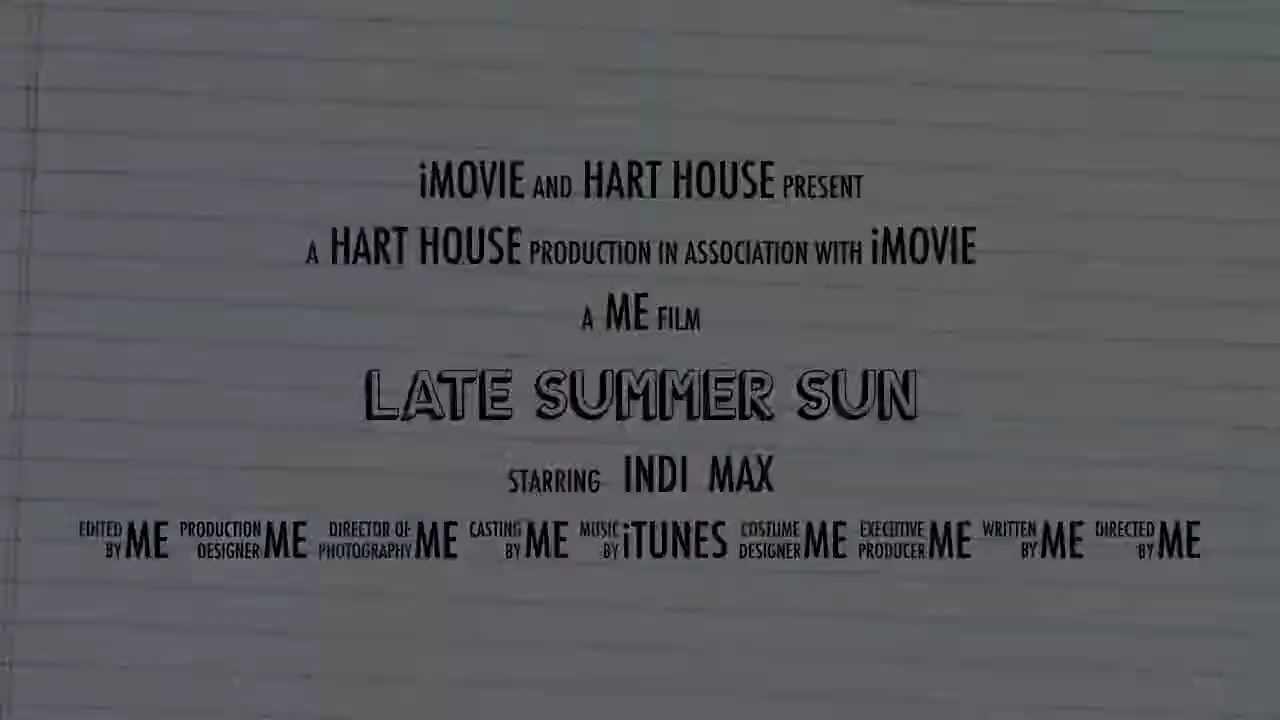 iMOVIE AND HART HOUSE PRESENT
A HART HOUSE PRODUCTION IN ASSOCIATION WITH iMOVIE
A ME FILM
LATE SUMMER SUN
STARRING INDI MAX
EDITED BY ME PRODUCTION DESIGNER ME DIRECTOR OF PHOTOGRAPHY ME CASTING BY ME MUSIC BY iTUNES COSTUME DESIGNER ME EXECUTIVE PRODUCER ME WRITTEN BY ME DIRECTED BY ME